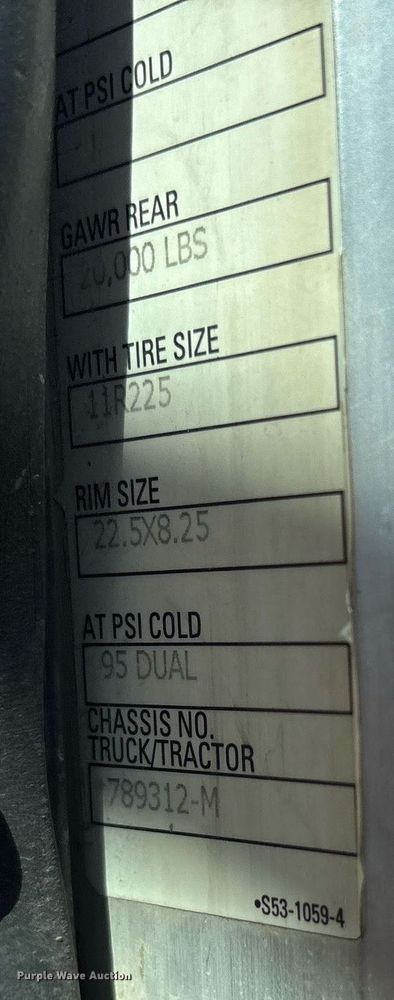 AT PSI COLD
GAWR REAR
20,000 LBS
WITH TIRE SIZE
11R225
RIM SIZE
22.5X8.25
AT PSI COLD
95 DUAL
CHASSIS NO.
TRUCK/TRACTOR
789312-M
•S53-1059-4
Purple Wave Auction